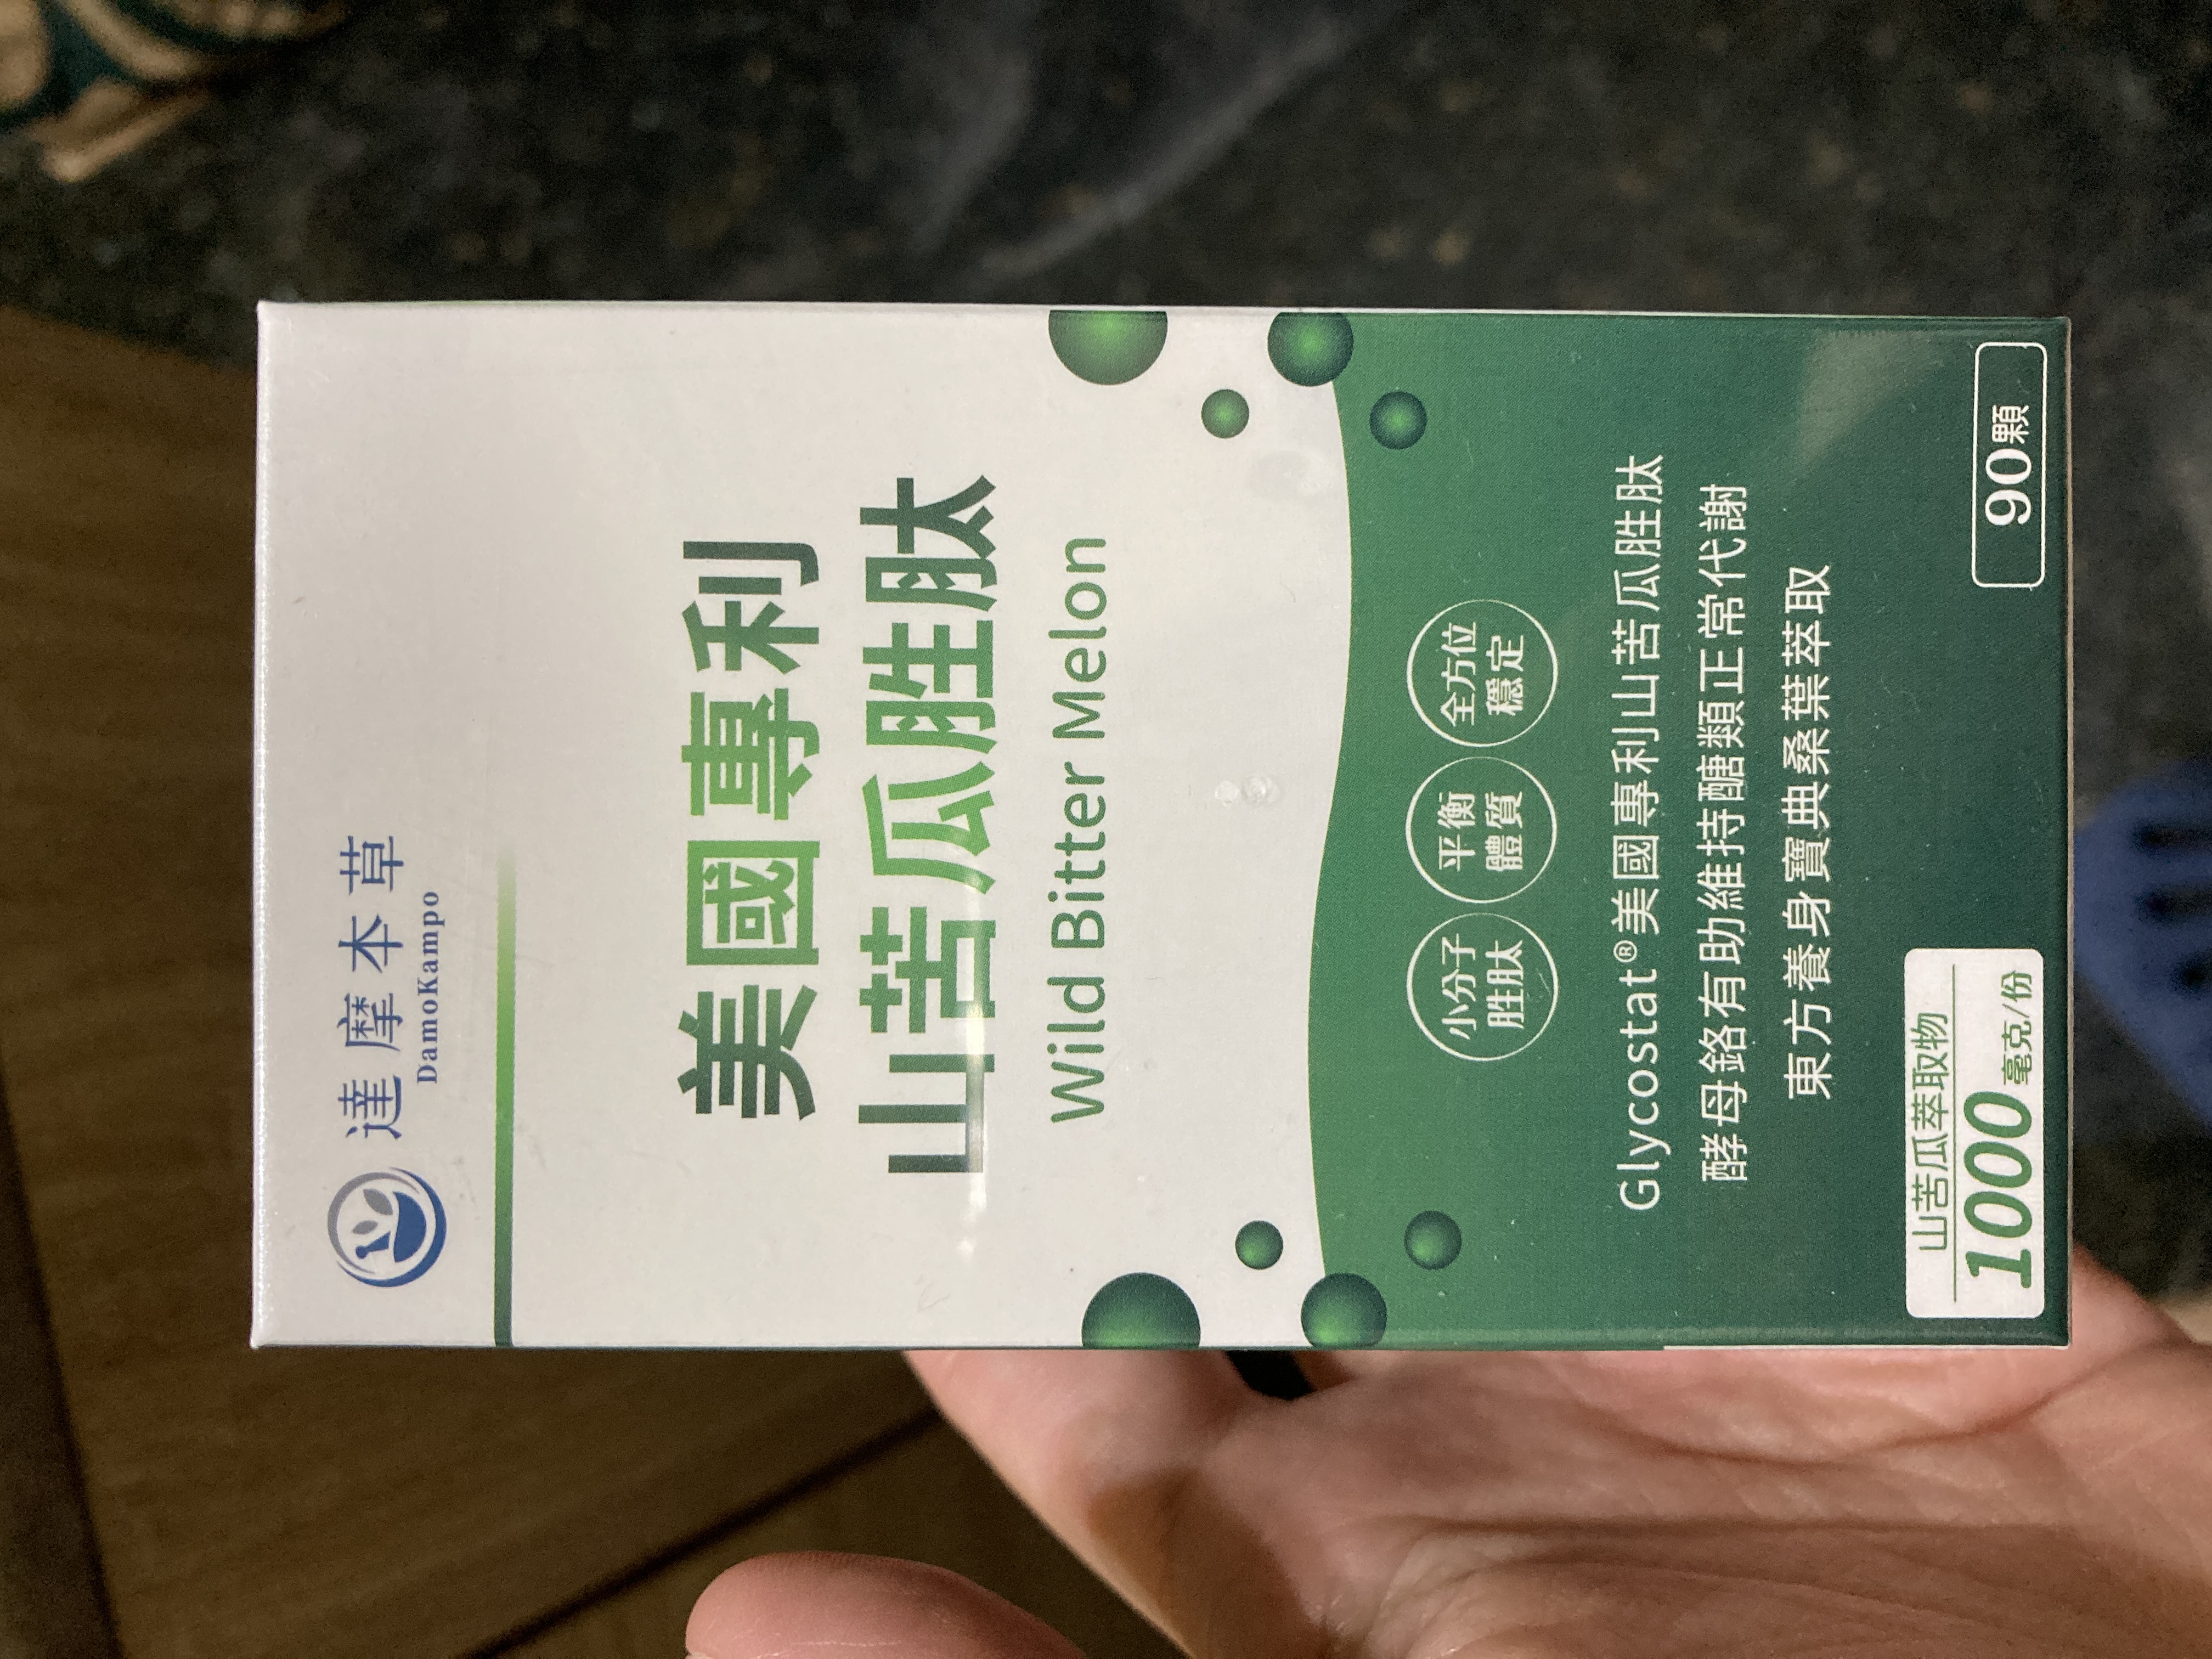 達摩本草
DamoKampo
美國專利
山苦瓜胜肽
Wild Bitter Melon
小分子
胜肽
平衡
體質
全方位
穩定
Glycostat®美國專利山苦瓜胜肽
酵母鉻有助維持醣類正常代謝
東方養身寶典桑葉萃取
山苦瓜萃取物
1000毫克/份
90顆